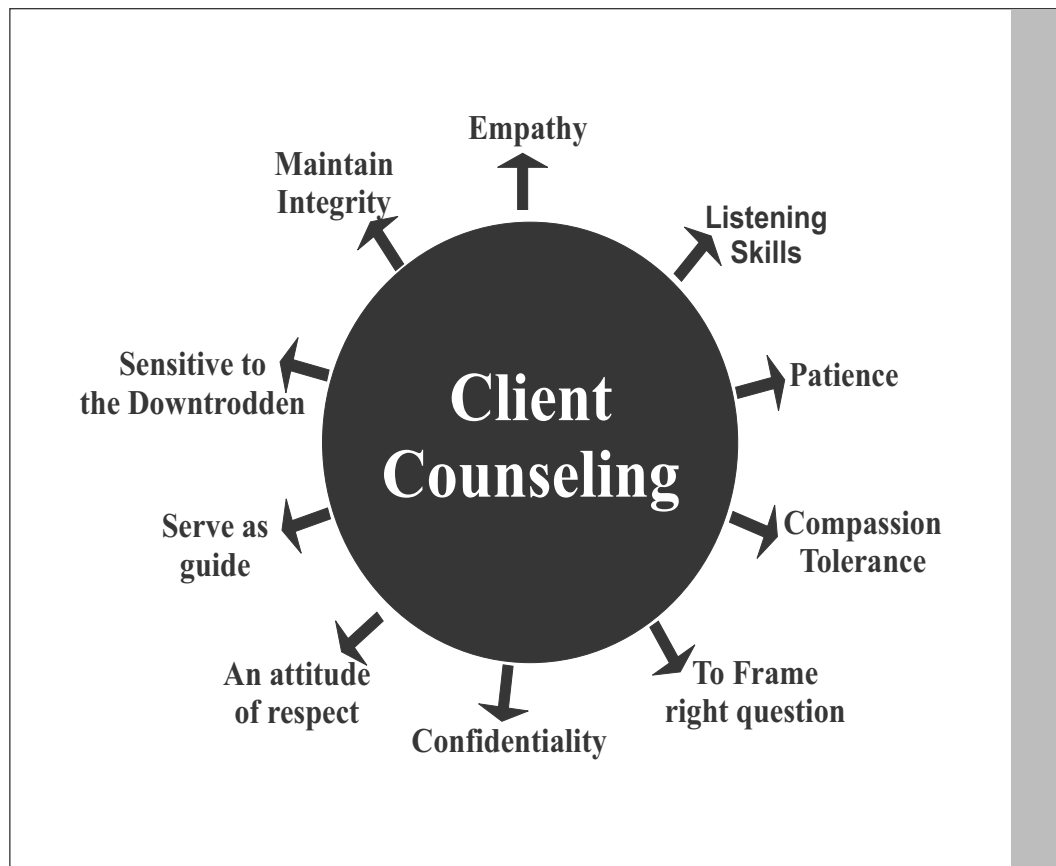 Empathy
Maintain
Integrity
Listening
Skills
Sensitive to
the Downtrodden
Patience
Client
Counseling
Serve as
guide
Compassion
Tolerance
An attitude
of respect
To Frame
right question
Confidentiality